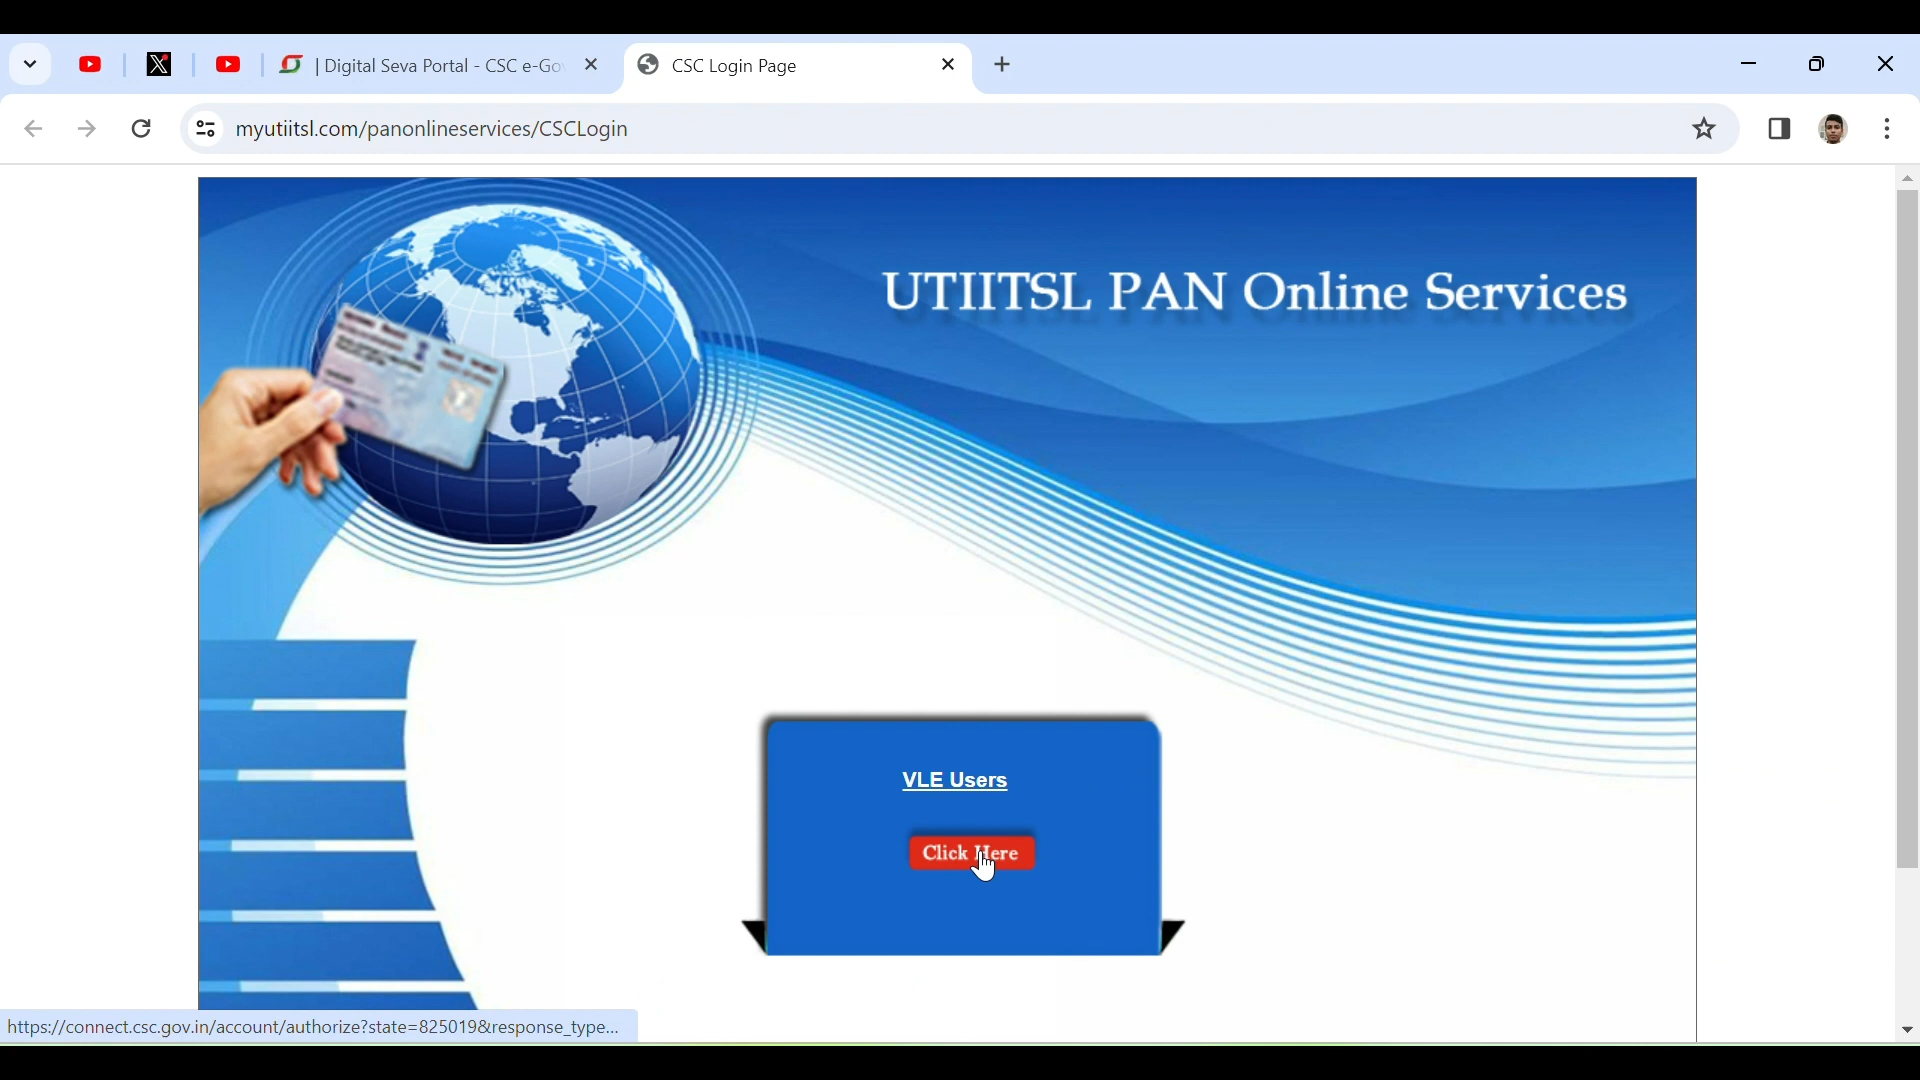 | Digital Seva Portal - CSC e-Go
CSC Login Page
myutiitsl.com/panonlineservices/CSCLogin
UTIITSL PAN Online Services
VLE Users
Click Here
https://connect.csc.gov.in/account/authorize?state=825019&response_type...